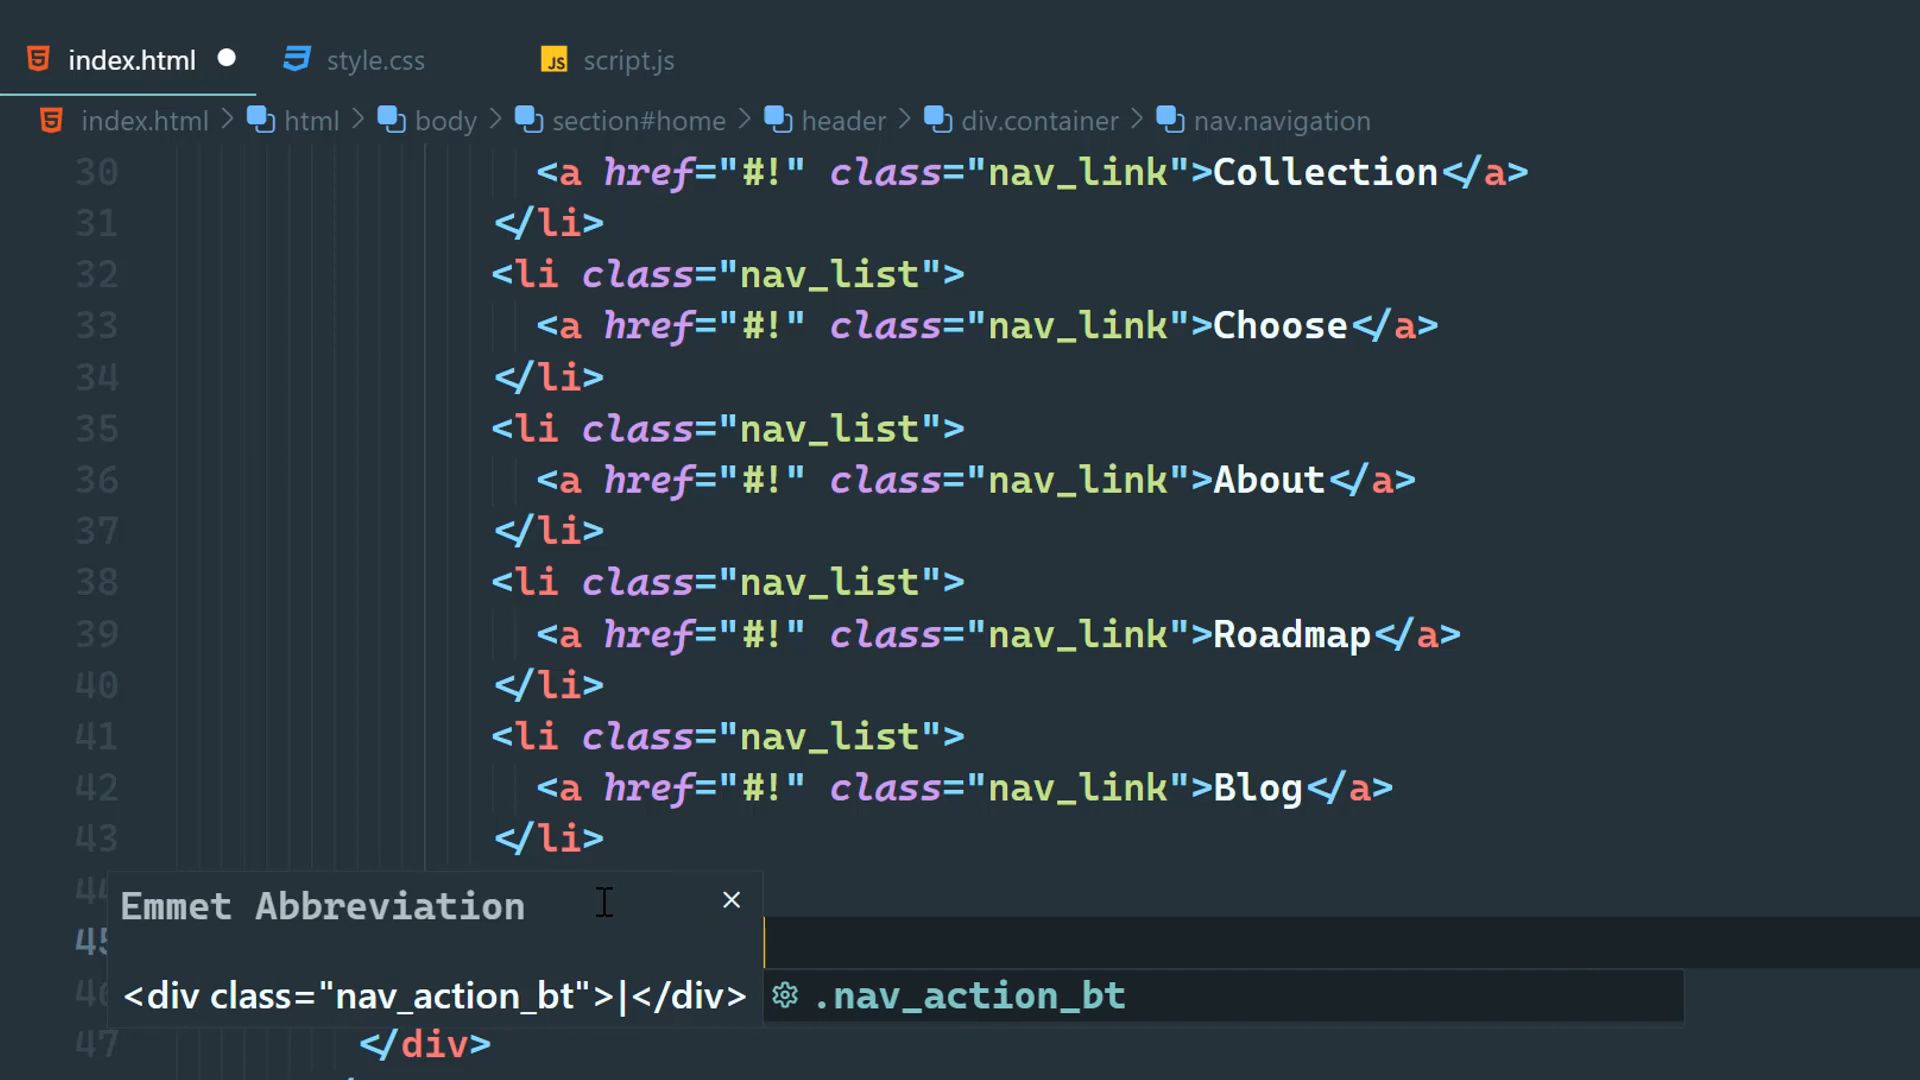 index.html
style.css
JS script.js
index.html > html > body > section#home > header > div.container > nav.navigation
30 <a href="#!" class="nav_link">Collection</a>
31 </li>
32 <li class="nav_list">
33 <a href="#!" class="nav_link">Choose</a>
34 </li>
35 <li class="nav_list">
36 <a href="#!" class="nav_link">About</a>
37 </li>
38 <li class="nav_list">
39 <a href="#!" class="nav_link">Roadmap</a>
40 </li>
41 <li class="nav_list">
42 <a href="#!" class="nav_link">Blog</a>
43 </li>
44
Emmet Abbreviation ×
45
46
<div class="nav_action_bt">|</div>
.nav_action_bt
47 </div>